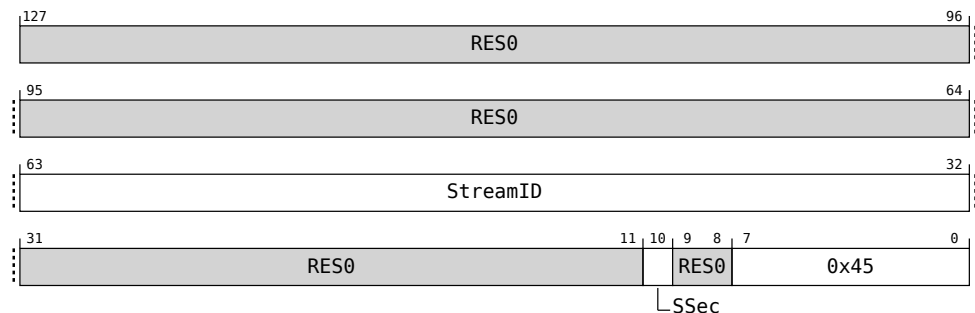 127 96
RES0
95 64
RES0
63 32
StreamID
31 11 10 9 8 7 0
RES0 RES0 0x45
SSec